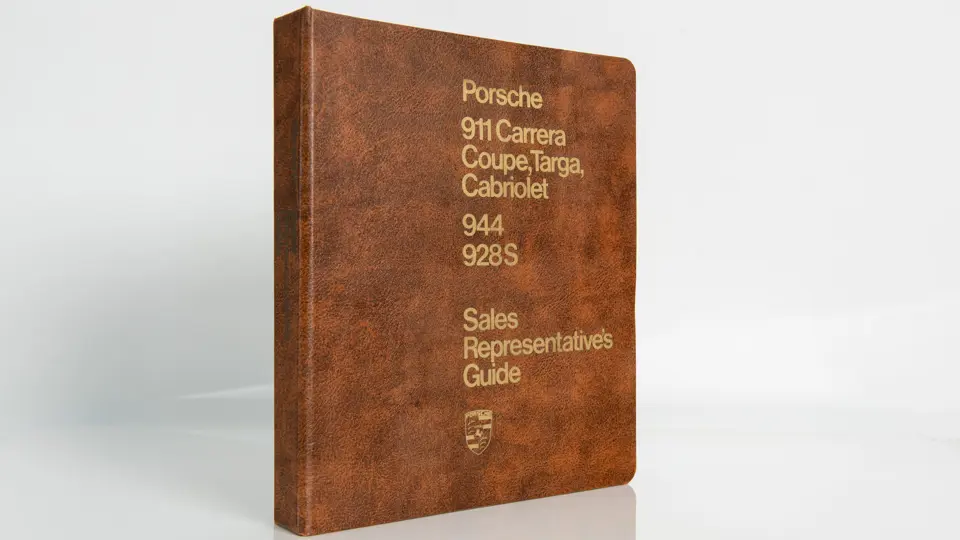 Porsche
911 Carrera
Coupe, Targa,
Cabriolet
944
928 S
Sales
Representative's
Guide